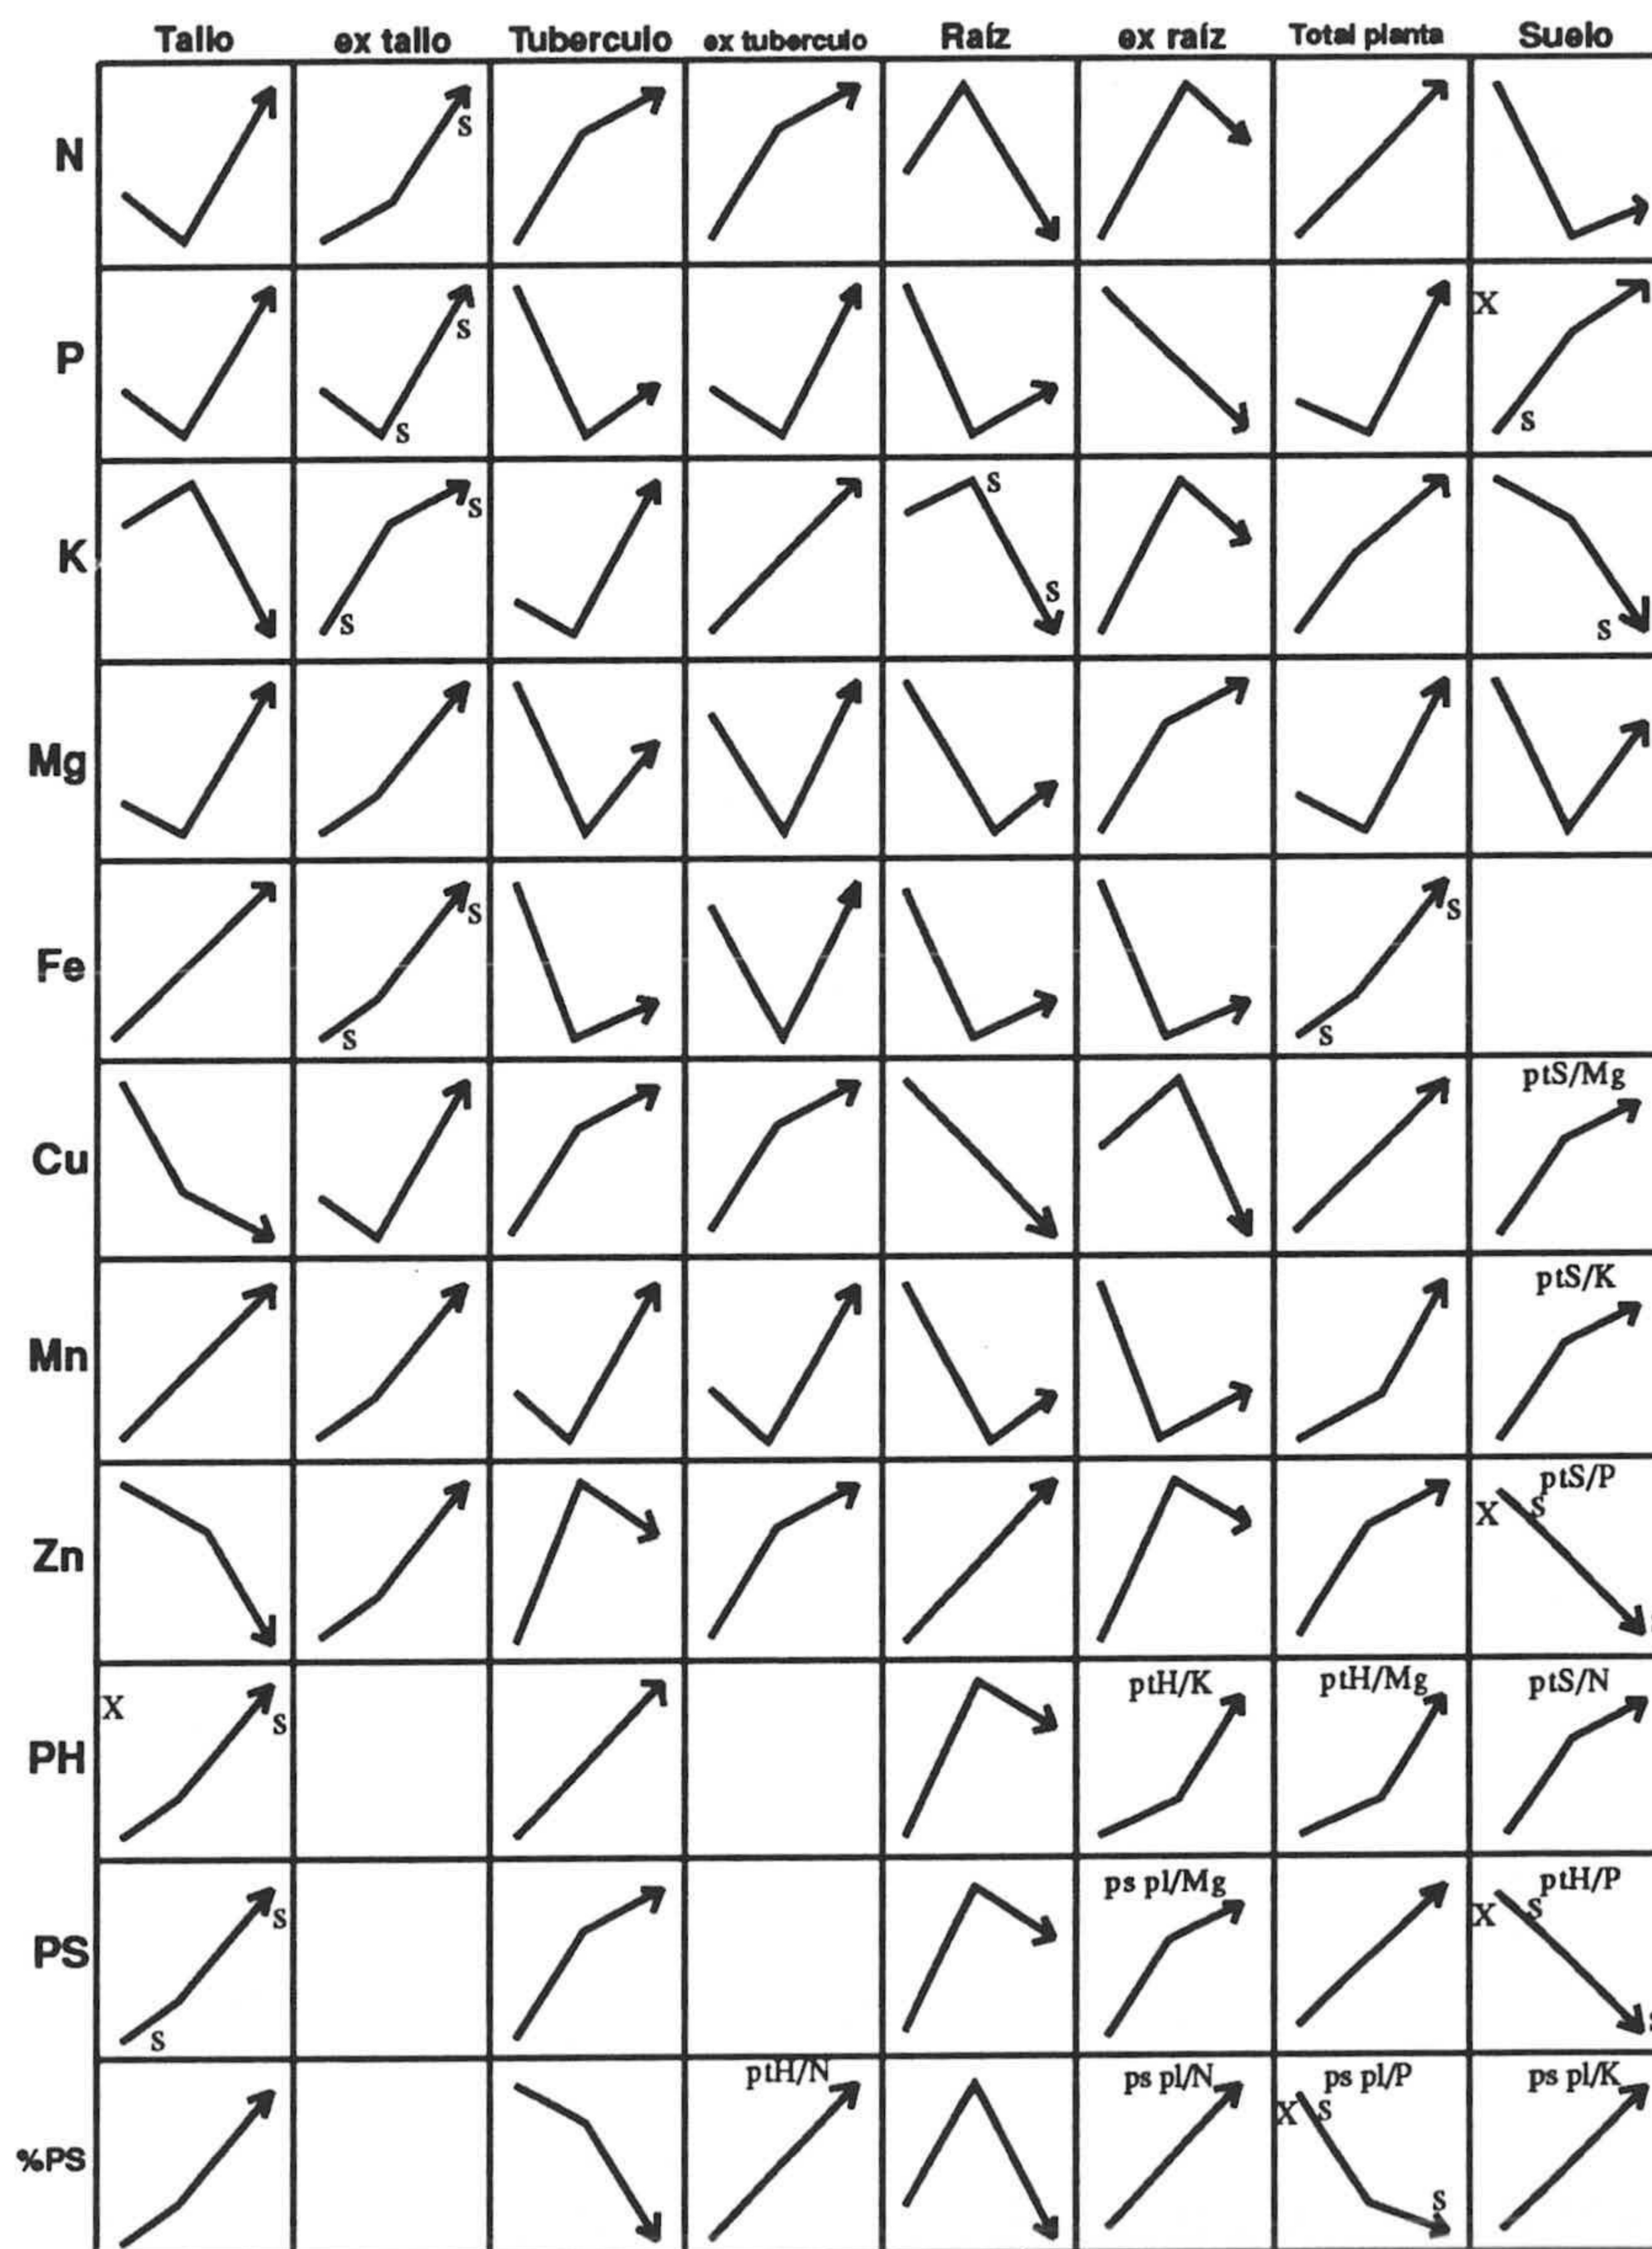 Tallo ex tallo Tuberculo ex tuberculo Raíz ex raíz Total planta Suelo
N s
P s s X s
K s s s s s
Mg
Fe s s s s
Cu ptS/Mg
Mn ptS/K
Zn ptS/P X s
PH X s ptH/K ptH/Mg ptS/N
PS s s ps pl/Mg ptH/P X s
%PS ptH/N ps pl/N ps pl/P X s s ps pl/K